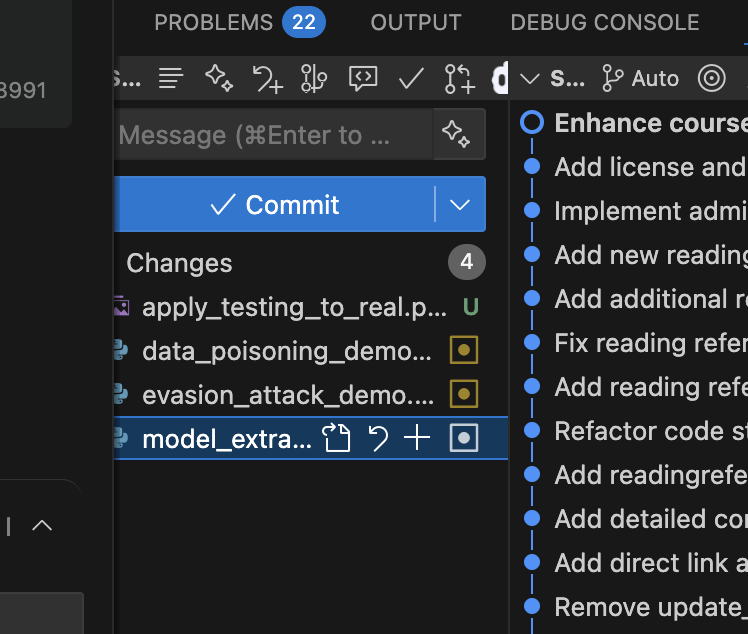 PROBLEMS 22 OUTPUT DEBUG CONSOLE
3991
S... S... Auto
Message (⌘Enter to ...
Commit
Changes 4
apply_testing_to_real.p... U
data_poisoning_demo...
evasion_attack_demo....
model_extra...
Enhance course
Add license and
Implement admi
Add new reading
Add additional re
Fix reading refer
Add reading refe
Refactor code st
Add readingrefe
Add detailed cor
Add direct link a
Remove update_